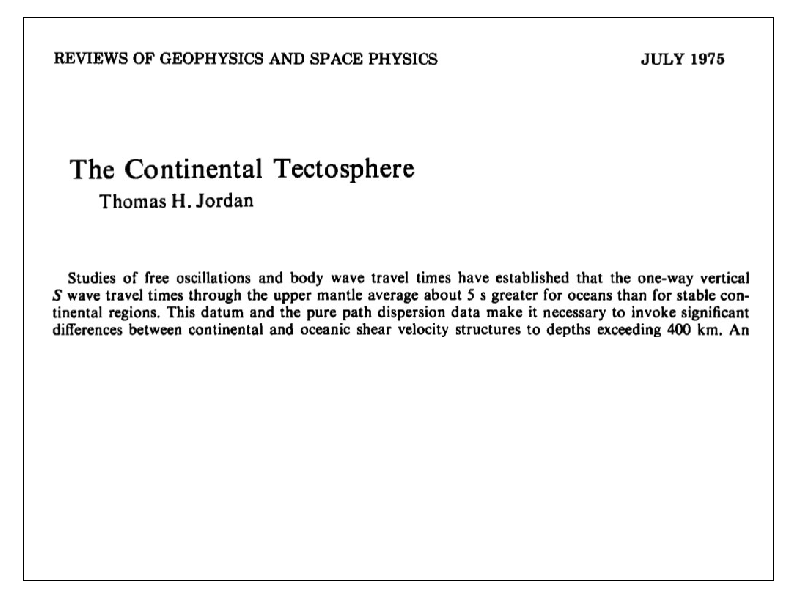 REVIEWS OF GEOPHYSICS AND SPACE PHYSICS JULY 1975
The Continental Tectosphere
Thomas H. Jordan
Studies of free oscillations and body wave travel times have established that the one-way vertical
S wave travel times through the upper mantle average about 5 s greater for oceans than for stable con-
tinental regions. This datum and the pure path dispersion data make it necessary to invoke significant
differences between continental and oceanic shear velocity structures to depths exceeding 400 km. An